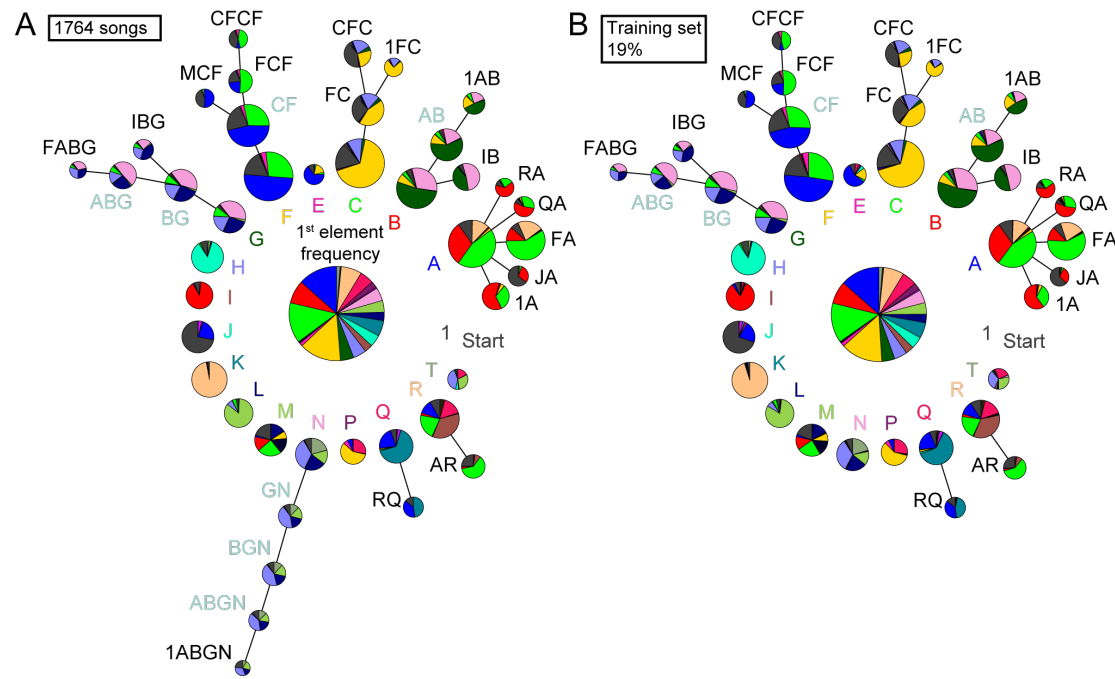 A
1764 songs
CFCF
FCF
MCF
CF
CFC
1FC
FC
1AB
AB
IB
IBG
FABG
ABG
BG
G
F
E
C
B
A
RA
QA
FA
JA
1A
1st element
frequency
H
I
J
K
L
M
N
P
Q
R
T
1 Start
AR
RQ
GN
BGN
ABGN
1ABGN
B
Training set
19%
CFCF
FCF
MCF
CF
CFC
1FC
FC
1AB
AB
IB
IBG
FABG
ABG
BG
G
F
E
C
B
A
RA
QA
FA
JA
1A
H
I
J
K
L
M
N
P
Q
R
T
1 Start
AR
RQ